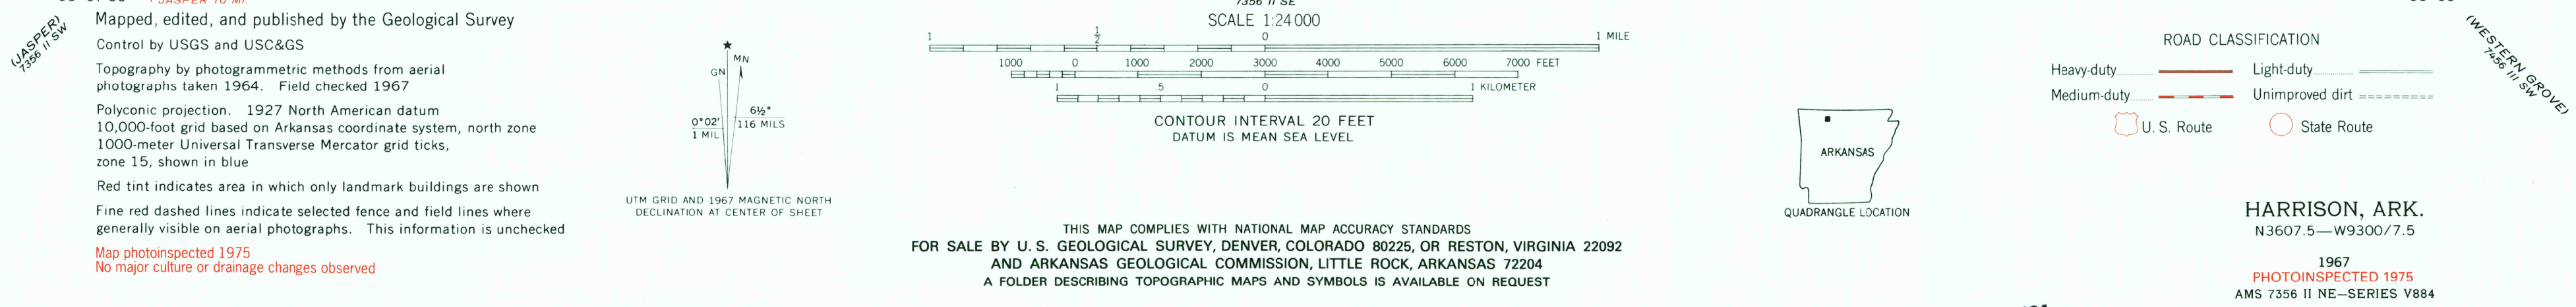 JASPER 10 MI.
(JASPER)
7356 II SW
Mapped, edited, and published by the Geological Survey
Control by USGS and USC&GS
Topography by photogrammetric methods from aerial
photographs taken 1964. Field checked 1967
Polyconic projection. 1927 North American datum
10,000-foot grid based on Arkansas coordinate system, north zone
1000-meter Universal Transverse Mercator grid ticks,
zone 15, shown in blue
Red tint indicates area in which only landmark buildings are shown
Fine red dashed lines indicate selected fence and field lines where
generally visible on aerial photographs. This information is unchecked
Map photoinspected 1975
No major culture or drainage changes observed
GN
MN
0°02'
1 MIL
6½°
116 MILS
UTM GRID AND 1967 MAGNETIC NORTH
DECLINATION AT CENTER OF SHEET
7356 II SE
SCALE 1:24 000
1 ½ 0 1 MILE
1000 0 1000 2000 3000 4000 5000 6000 7000 FEET
1 .5 0 1 KILOMETER
CONTOUR INTERVAL 20 FEET
DATUM IS MEAN SEA LEVEL
THIS MAP COMPLIES WITH NATIONAL MAP ACCURACY STANDARDS
FOR SALE BY U. S. GEOLOGICAL SURVEY, DENVER, COLORADO 80225, OR RESTON, VIRGINIA 22092
AND ARKANSAS GEOLOGICAL COMMISSION, LITTLE ROCK, ARKANSAS 72204
A FOLDER DESCRIBING TOPOGRAPHIC MAPS AND SYMBOLS IS AVAILABLE ON REQUEST
ARKANSAS
QUADRANGLE LOCATION
ROAD CLASSIFICATION
Heavy-duty Light-duty
Medium-duty Unimproved dirt
U. S. Route State Route
(WESTERN GROVE)
7456 III SW
HARRISON, ARK.
N3607.5—W9300/7.5
1967
PHOTOINSPECTED 1975
AMS 7356 II NE—SERIES V884